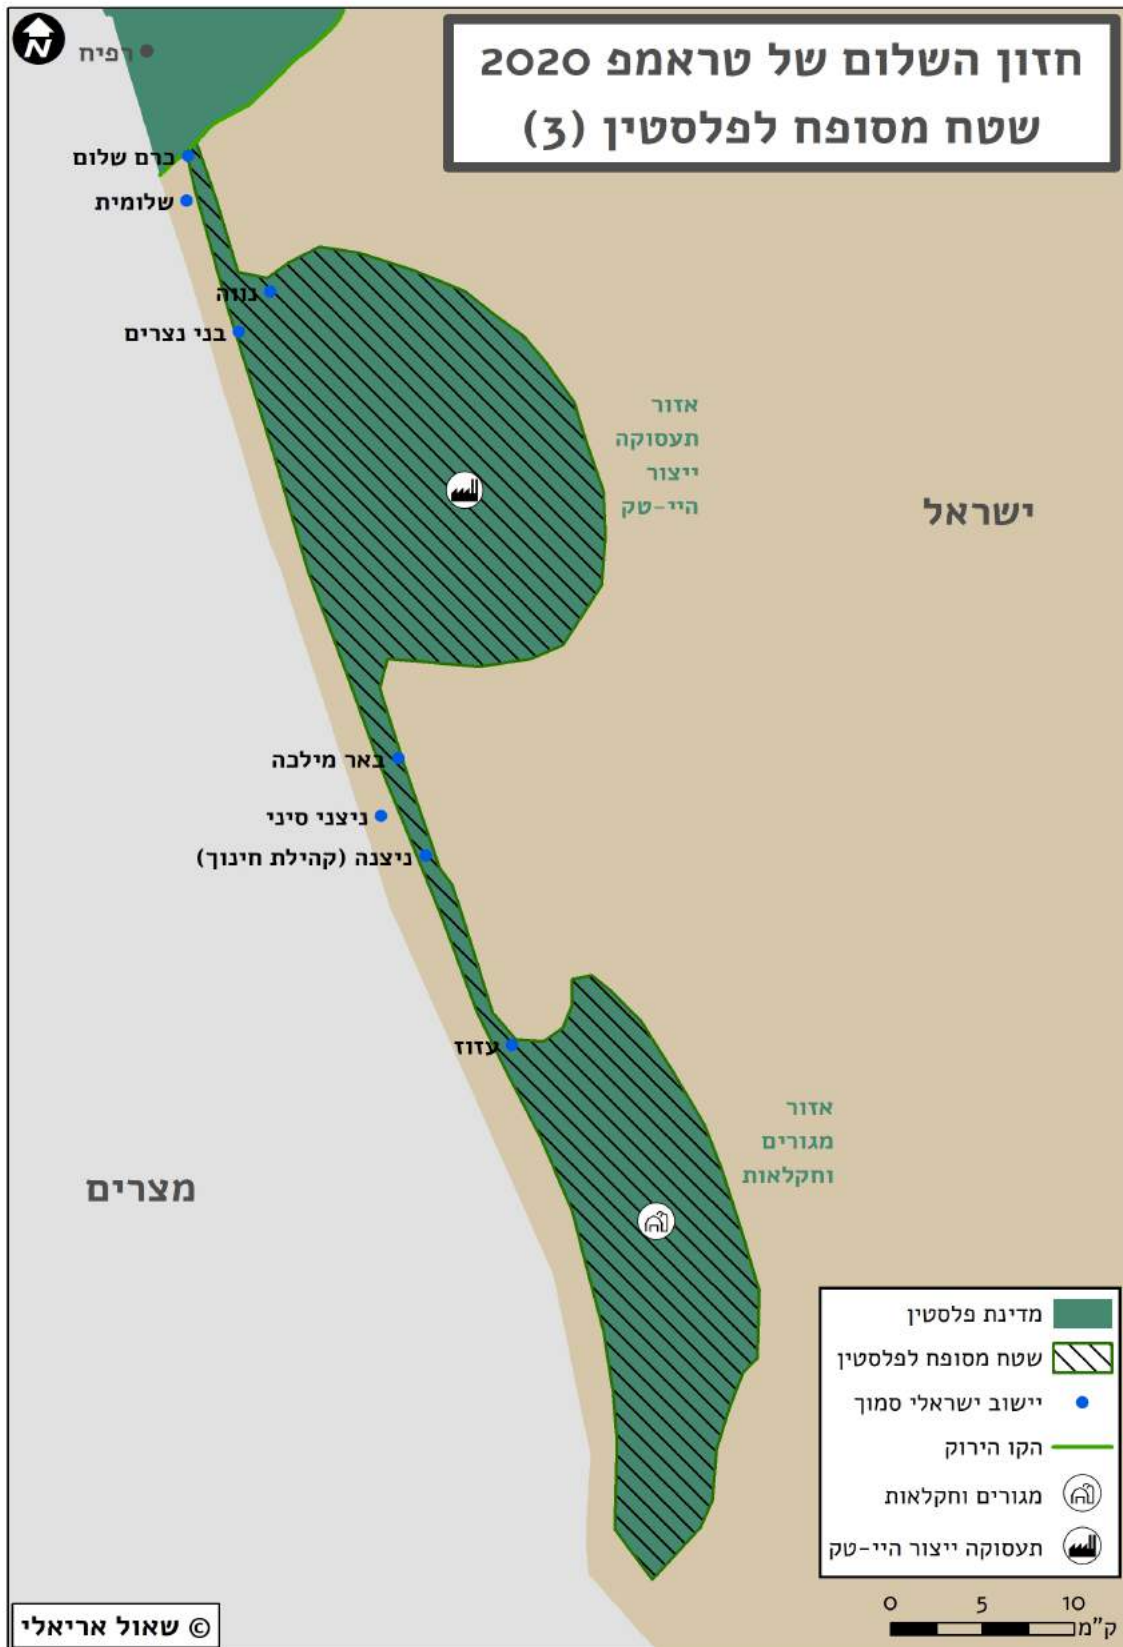 חזון השלום של טראמפ 2020
שטח מסופח לפלסטין (3)
N
רפיח
כרם שלום
שלומית
נווה
בני נצרים
אזור
תעסוקה
ייצור
היי-טק
ישראל
באר מילכה
ניצני סיני
ניצנה (קהילת חינוך)
עזוז
אזור
מגורים
וחקלאות
מצרים
מדינת פלסטין
שטח מסופח לפלסטין
יישוב ישראלי סמוך
הקו הירוק
מגורים וחקלאות
תעסוקה ייצור היי-טק
0 5 10
ק"מ
© שאול אריאלי